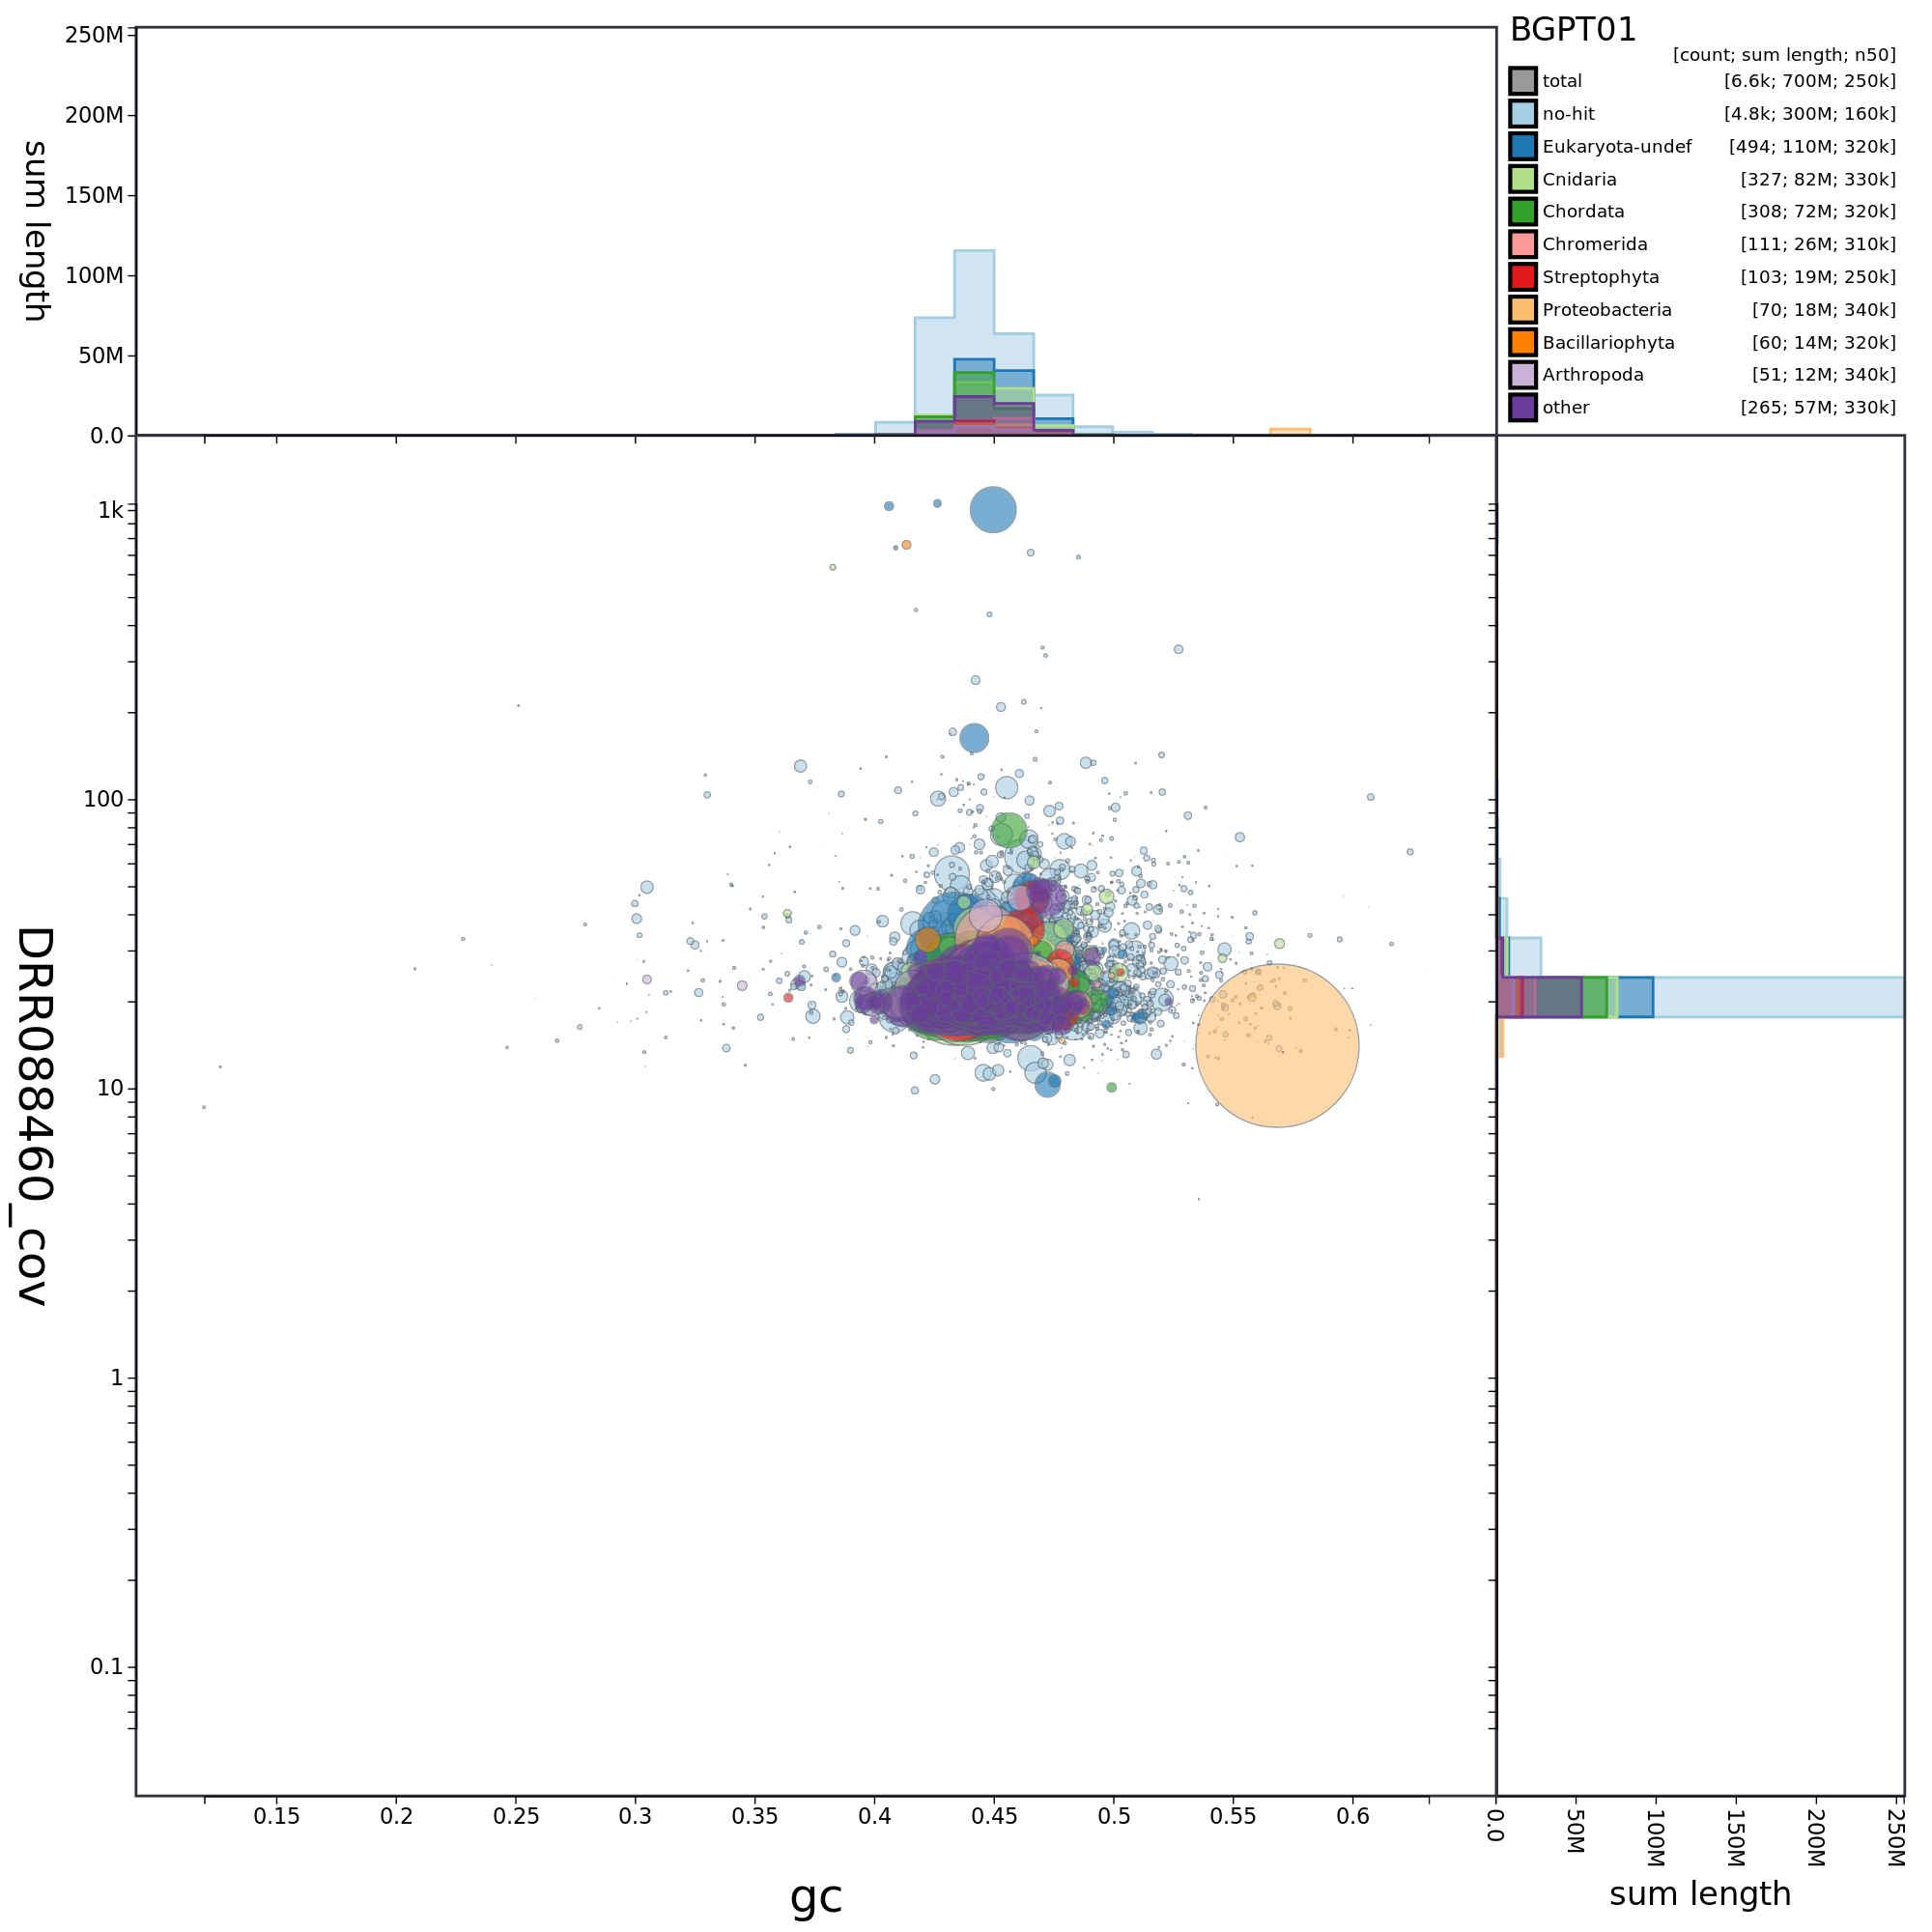 BGPT01
[count; sum length; n50]
total [6.6k; 700M; 250k]
no-hit [4.8k; 300M; 160k]
Eukaryota-undef [494; 110M; 320k]
Cnidaria [327; 82M; 330k]
Chordata [308; 72M; 320k]
Chromerida [111; 26M; 310k]
Streptophyta [103; 19M; 250k]
Proteobacteria [70; 18M; 340k]
Bacillariophyta [60; 14M; 320k]
Arthropoda [51; 12M; 340k]
other [265; 57M; 330k]
sum length
250M
200M
150M
100M
50M
0.0
DRR088460_cov
1k
100
10
1
0.1
0.15 0.2 0.25 0.3 0.35 0.4 0.45 0.5 0.55 0.6
gc
0.0 50M 100M 150M 200M 250M
sum length